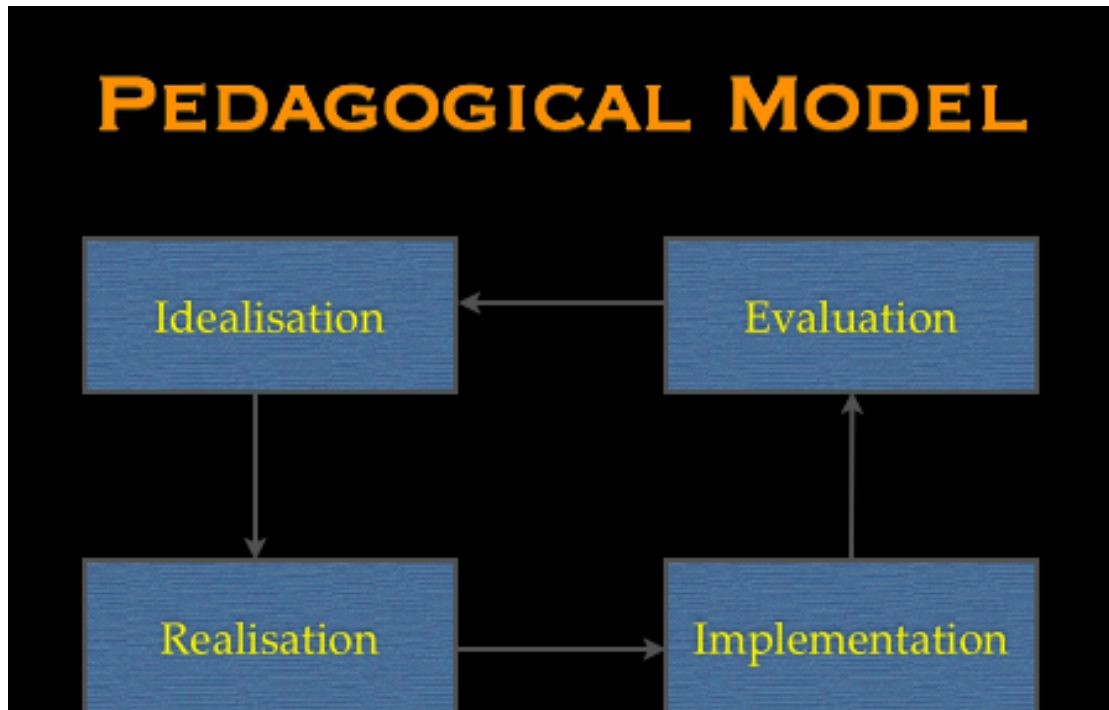 PEDAGOGICAL MODEL
Idealisation
Evaluation
Realisation
Implementation